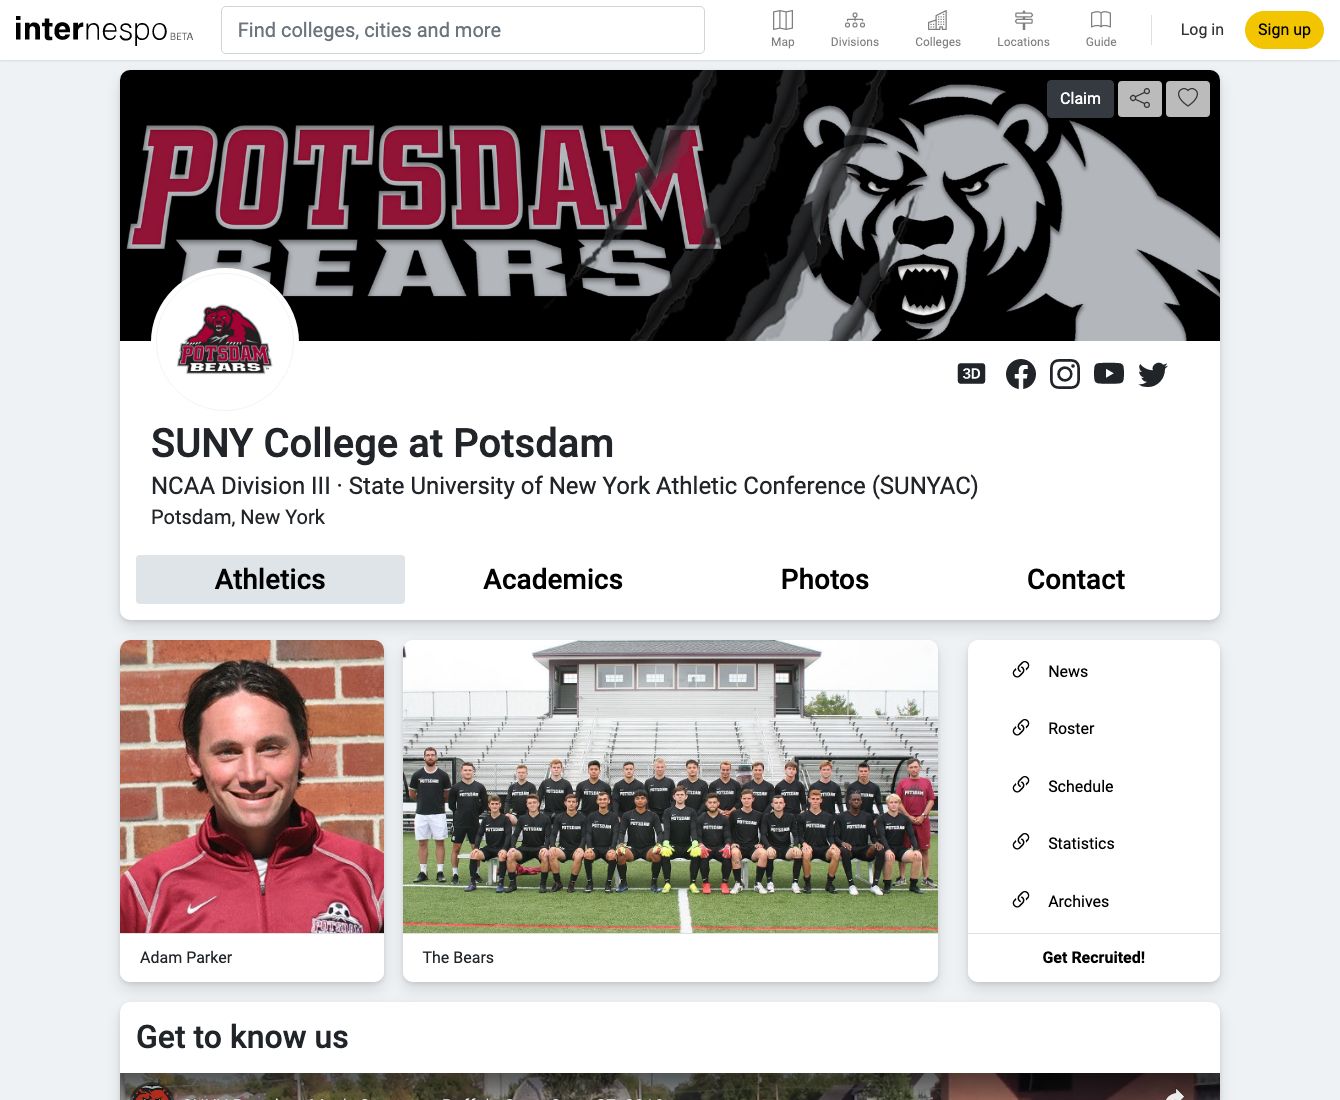 internespo BETA
Find colleges, cities and more
Map
Divisions
Colleges
Locations
Guide
Log in
Sign up
Claim
POTSDAM
BEARS
POTSDAM
BEARS
3D
SUNY College at Potsdam
NCAA Division III · State University of New York Athletic Conference (SUNYAC)
Potsdam, New York
Athletics
Academics
Photos
Contact
News
Roster
Schedule
Statistics
Archives
Adam Parker
The Bears
Get Recruited!
Get to know us